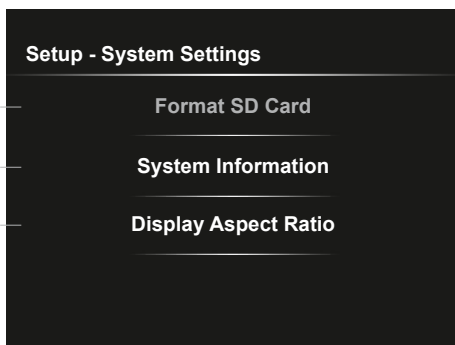 Setup - System Settings
Format SD Card
System Information
Display Aspect Ratio